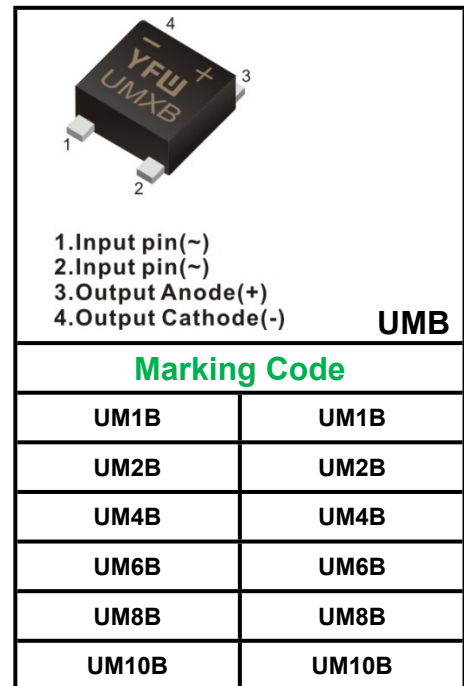 4
− +
YFW
UMXB
3
1
2
1.Input pin(~)
2.Input pin(~)
3.Output Anode(+)
4.Output Cathode(-)
UMB
Marking Code
UM1B UM1B
UM2B UM2B
UM4B UM4B
UM6B UM6B
UM8B UM8B
UM10B UM10B